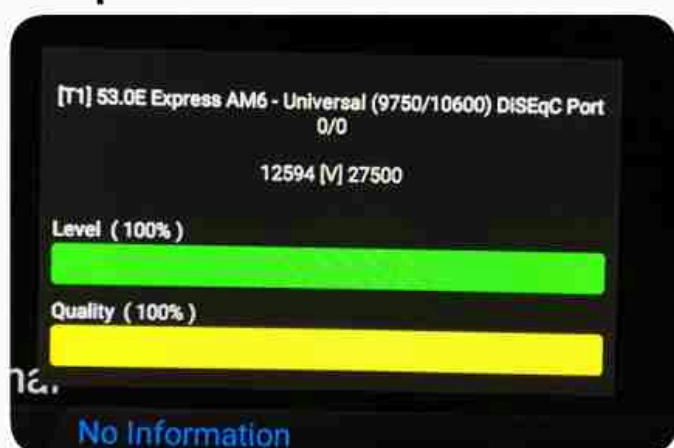 [T1] 53.0E Express AM6 - Universal (9750/10600) DiSEqC Port
0/0
12594 [V] 27500
Level ( 100% )
Quality ( 100% )
No Information